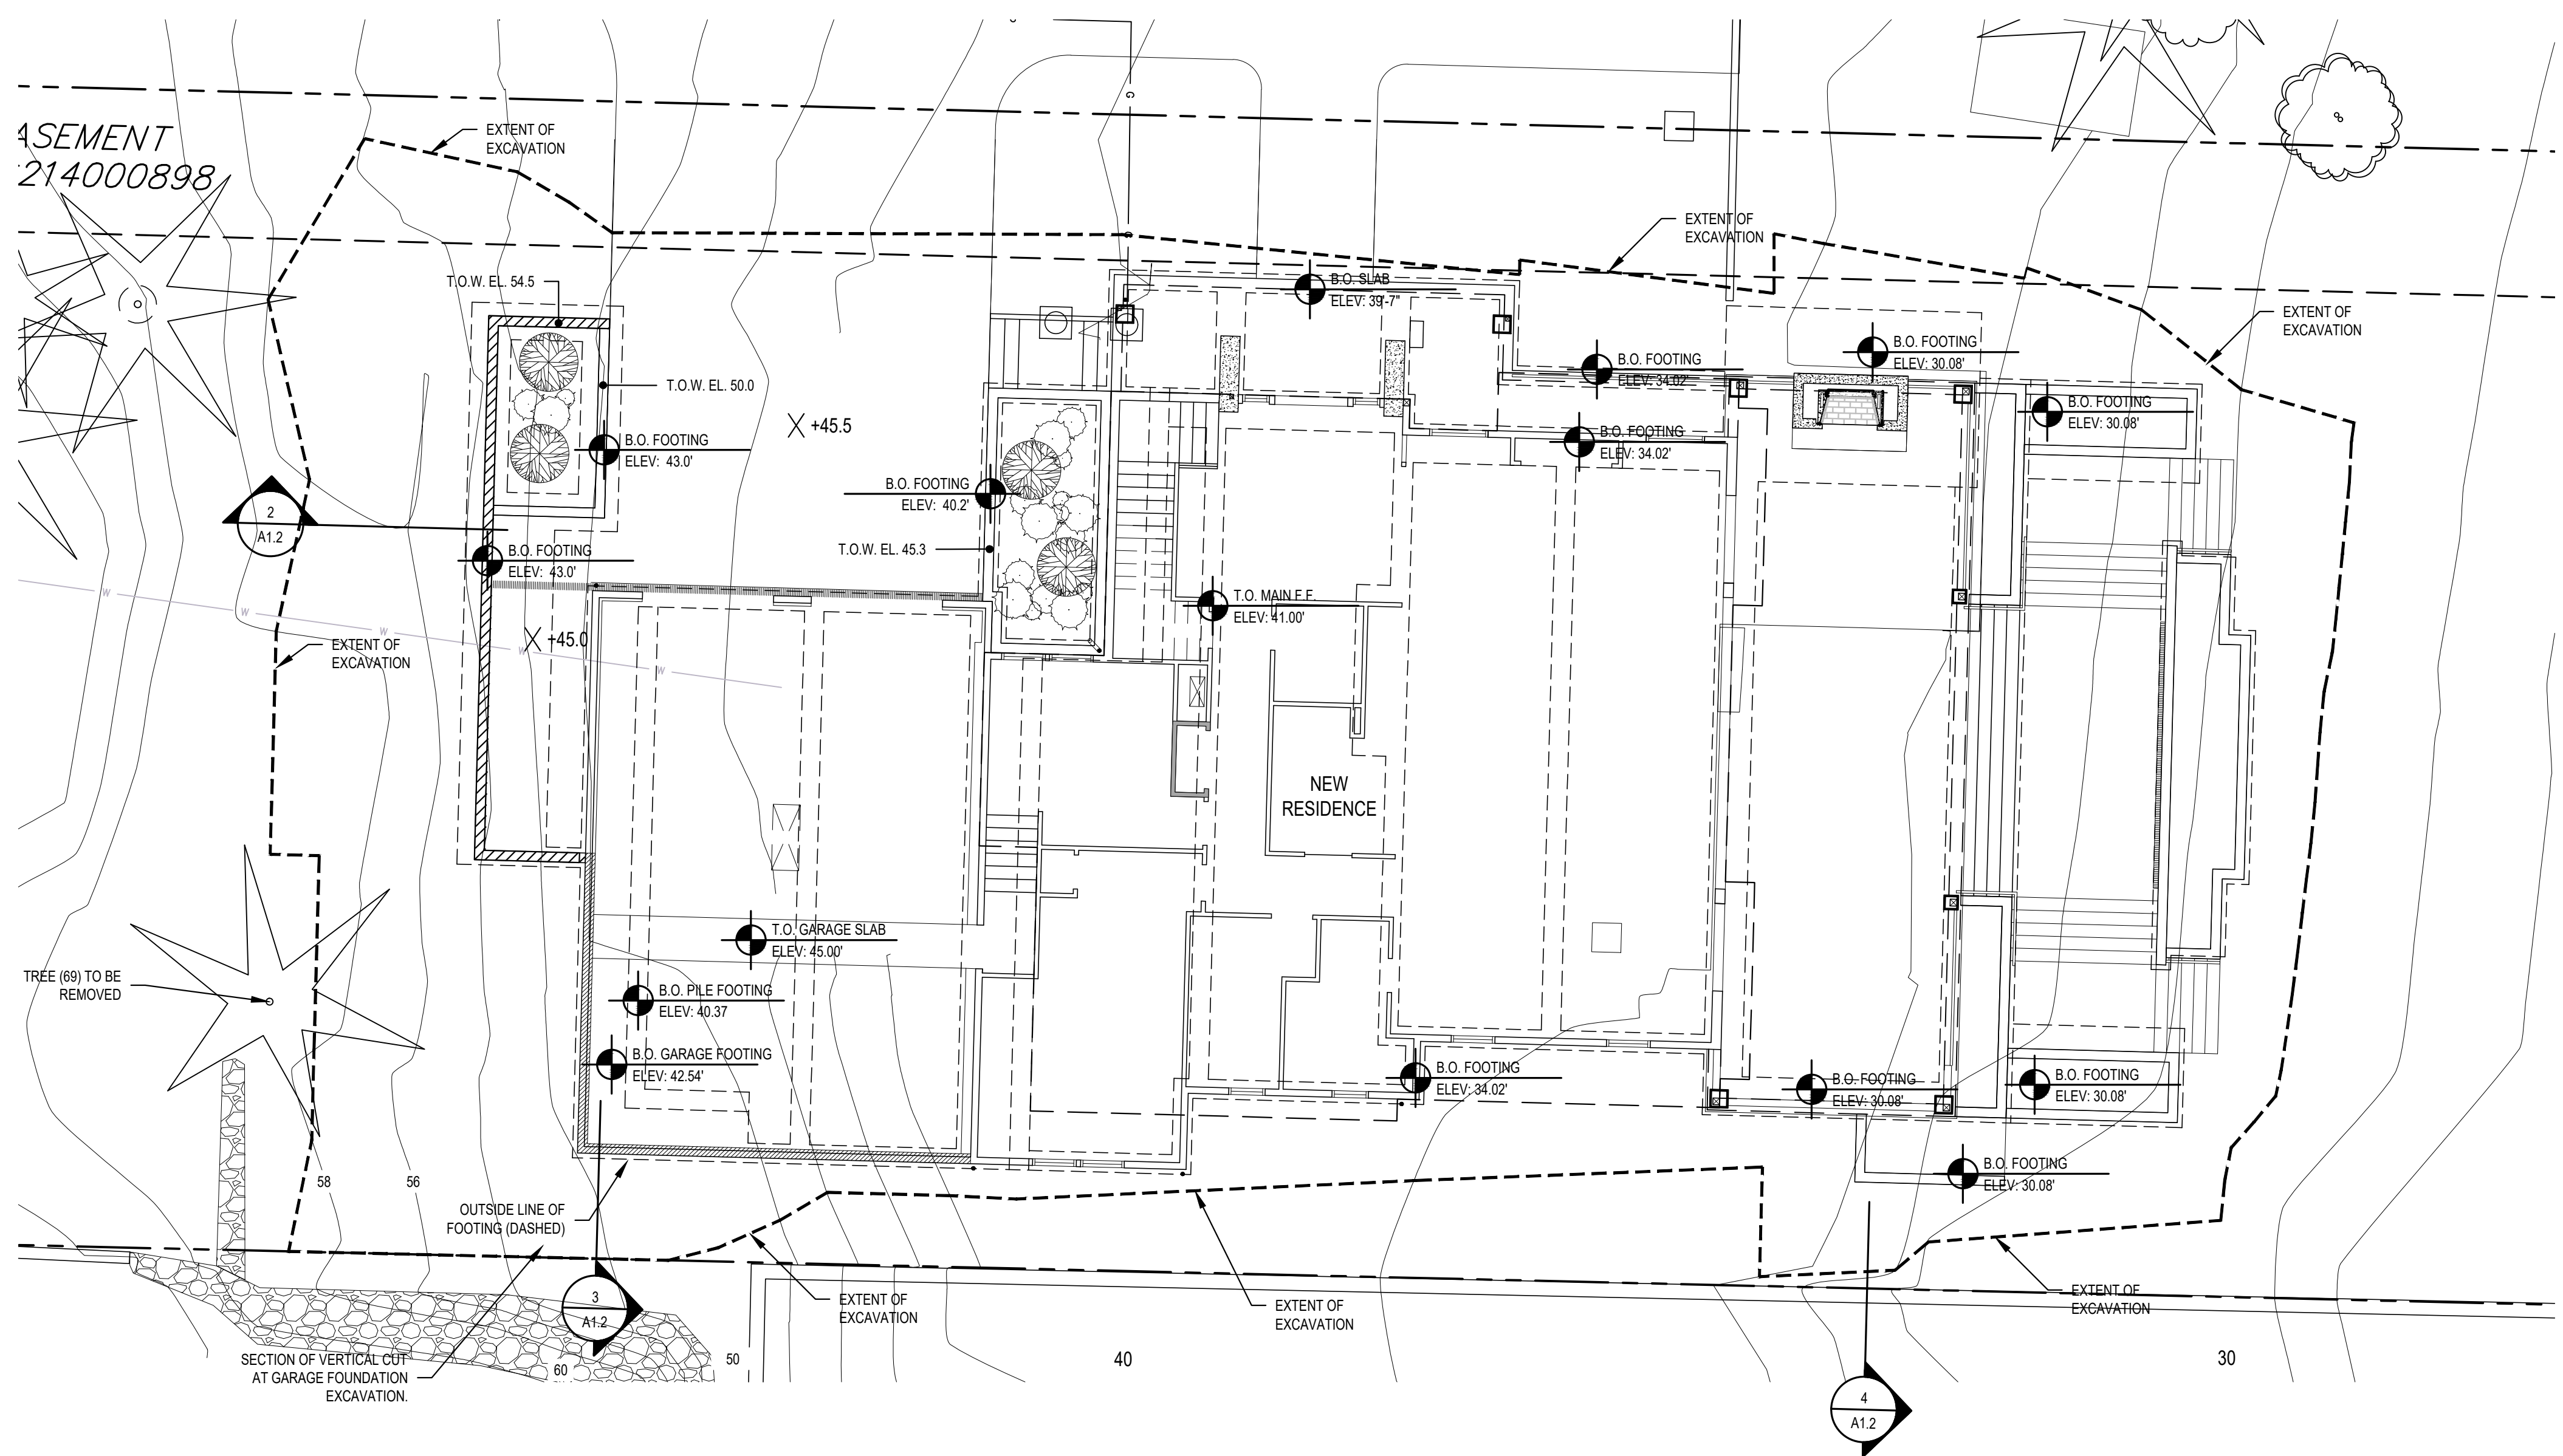 ASEMENT
214000898
EXTENT OF
EXCAVATION
G
G
EXTENT OF
EXCAVATION
EXTENT OF
EXCAVATION
T.O.W. EL. 54.5
B.O. SLAB
ELEV: 39'-7"
B.O. FOOTING
ELEV: 34.02'
B.O. FOOTING
ELEV: 30.08'
T.O.W. EL. 50.0
B.O. FOOTING
ELEV: 30.08'
+45.5
B.O. FOOTING
ELEV: 43.0'
B.O. FOOTING
ELEV: 34.02'
B.O. FOOTING
ELEV: 40.2'
2
A1.2
T.O.W. EL. 45.3
B.O. FOOTING
ELEV: 43.0'
W
W
W
W
W
T.O. MAIN F.F.
ELEV: 41.00'
+45.0
EXTENT OF
EXCAVATION
NEW
RESIDENCE
T.O. GARAGE SLAB
ELEV: 45.00'
TREE (69) TO BE
REMOVED
B.O. PILE FOOTING
ELEV: 40.37
B.O. GARAGE FOOTING
ELEV: 42.54'
B.O. FOOTING
ELEV: 34.02'
B.O. FOOTING
ELEV: 30.08'
B.O. FOOTING
ELEV: 30.08'
B.O. FOOTING
ELEV: 30.08'
58
56
OUTSIDE LINE OF
FOOTING (DASHED)
3
A1.2
EXTENT OF
EXCAVATION
EXTENT OF
EXCAVATION
EXTENT OF
EXCAVATION
SECTION OF VERTICAL CUT
AT GARAGE FOUNDATION
EXCAVATION.
60
50
40
30
4
A1.2